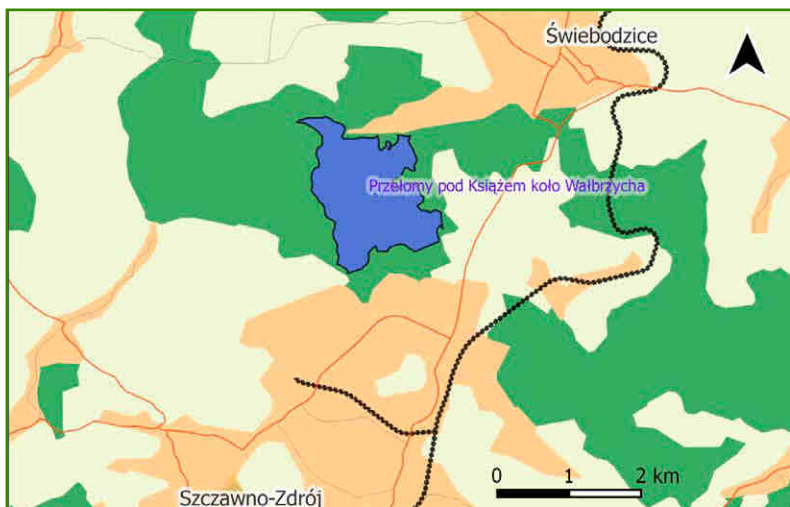 Świebodzice
Przełomy pod Książem koło Wałbrzycha
0 1 2 km
Szczawno-Zdrój